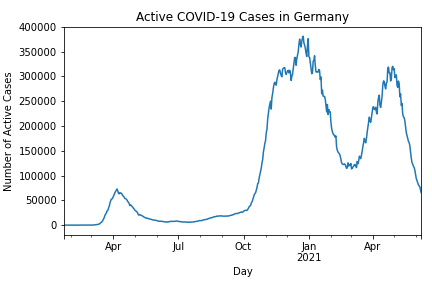 Active COVID-19 Cases in Germany
400000
350000
300000
250000
200000
150000
100000
50000
0
Number of Active Cases
Apr
Jul
Oct
Jan
2021
Apr
Day